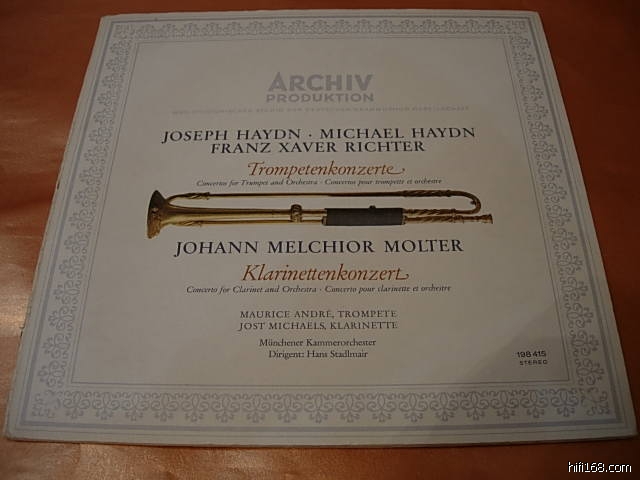 ARCHIV
PRODUKTION
JOSEPH HAYDN · MICHAEL HAYDN
FRANZ XAVER RICHTER
Trompetenkonzerte
Concertos for Trumpet and Orchestra · Concertos pour trompette et orchestre
JOHANN MELCHIOR MOLTER
Klarinettenkonzert
Concerto for Clarinet and Orchestra · Concerto pour clarinette et orchestre
MAURICE ANDRÉ, TROMPETE
JOST MICHAELS, KLARINETTE
Münchener Kammerorchester
Dirigent: Hans Stadlmair
198 415
STEREO
hifi168.com